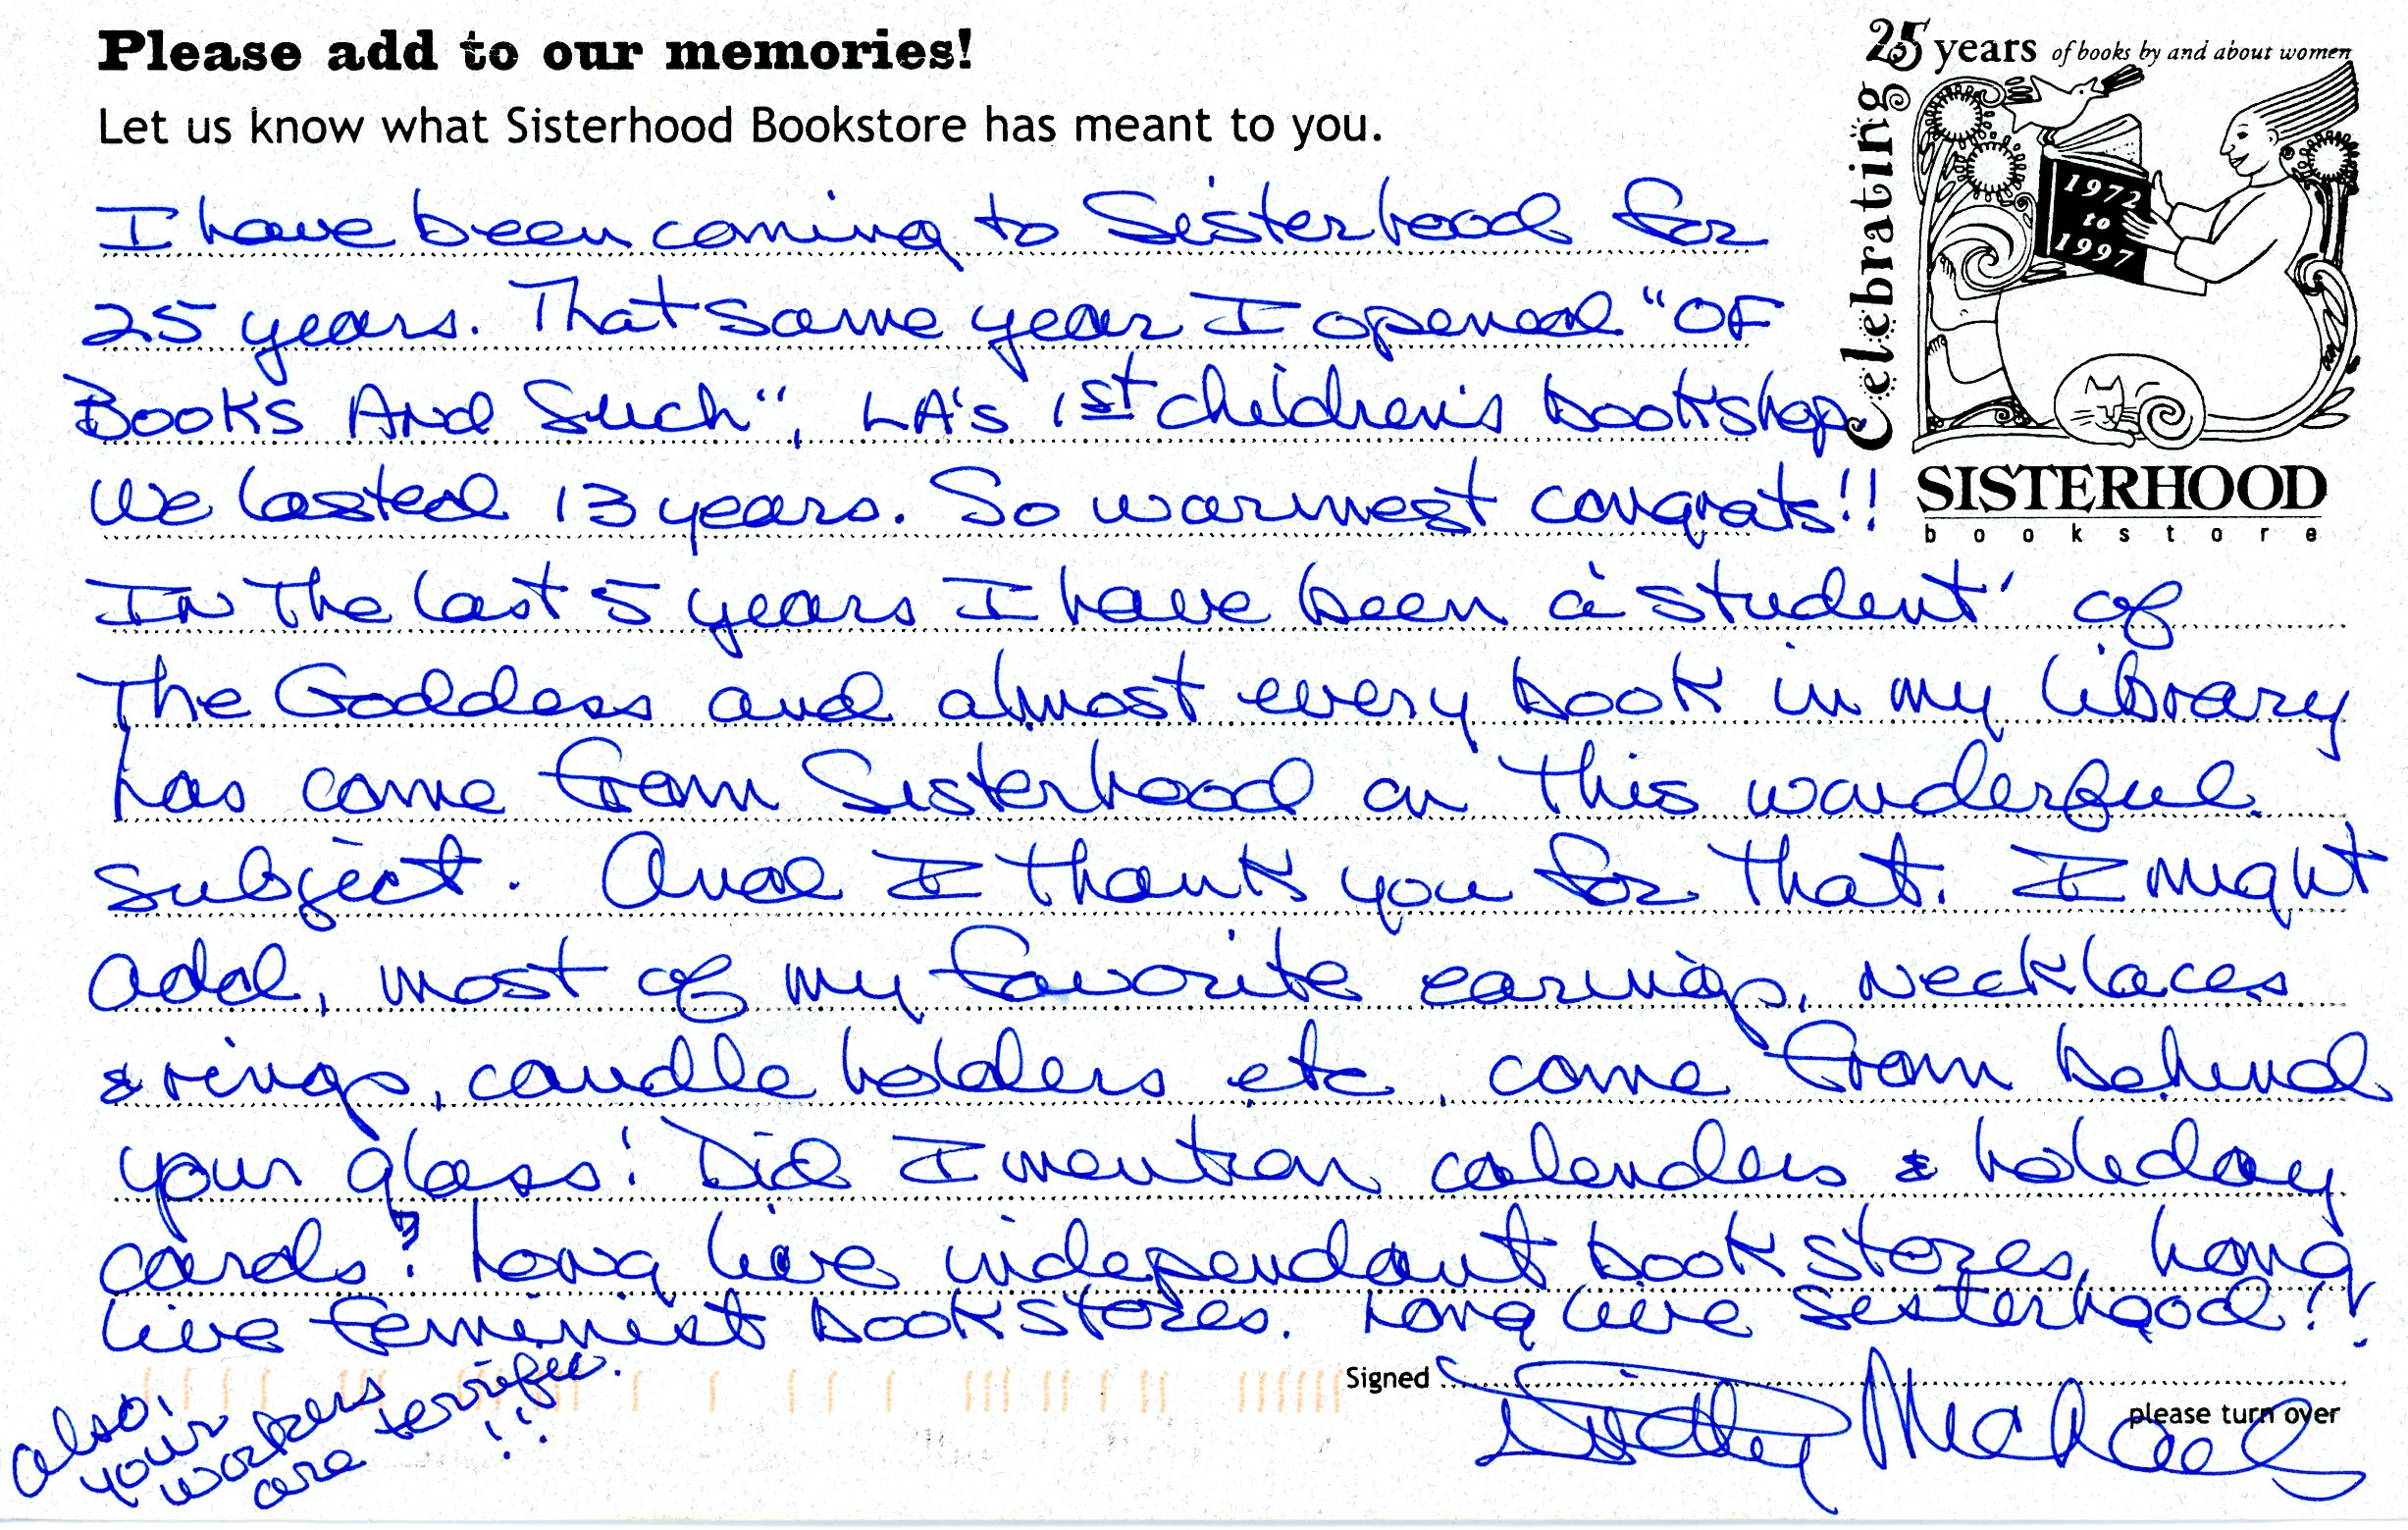 Please add to our memories!
Let us know what Sisterhood Bookstore has meant to you.
25 years of books by and about women
Celebrating
1972
to
1997
SISTERHOOD
bookstore
I have been coming to Sisterhood for
25 years. That same year I opened "OF
Books And Such", LA's 1st children's bookshop
We lasted 13 years. So warmest congrats!!
In The last 5 years I have been a 'student' of
The Goddess and almost every book in my library
has come from Sisterhood on This wonderful
subject. And I thank you for That. I might
add, most of my favorite earings, necklaces
& rings, candle holders etc, come from behind
your glass! Did I mention calenders & holiday
cards? Long live independant bookstores, long
live feminist bookstores. Long live Sisterhood!!
also, your workers are terrific!!
Signed
Michaels
please turn over